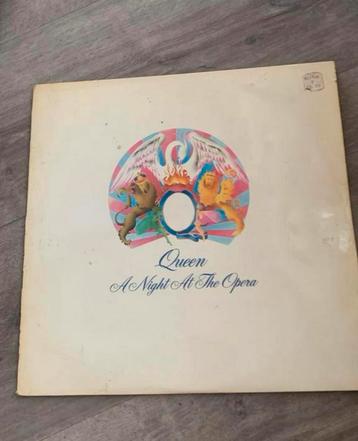 Queen
A Night At The Opera